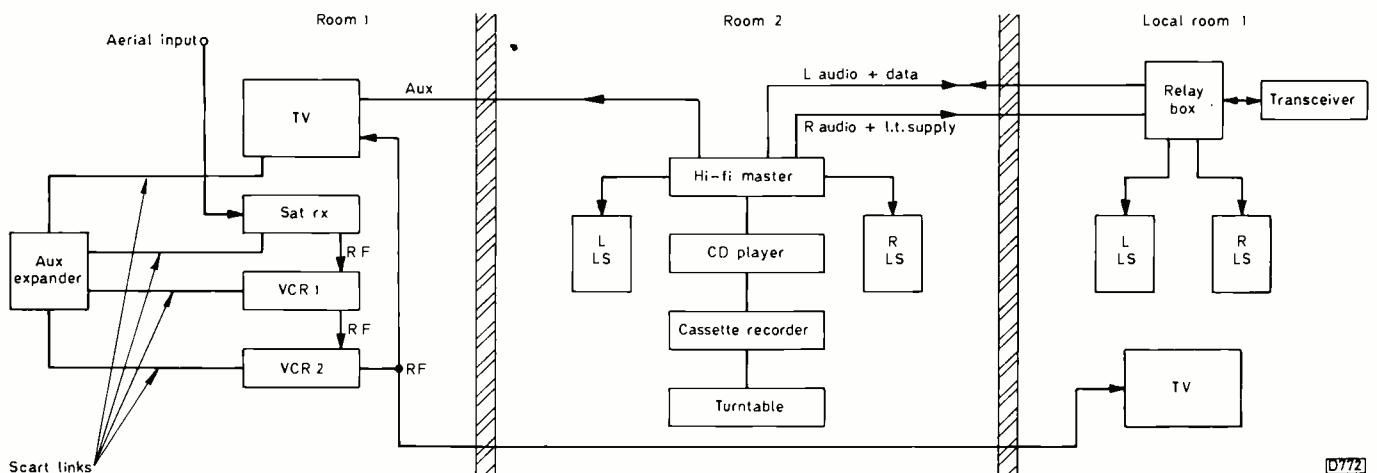 Room 1
Room 2
Local room 1
Aerial input
TV
Aux
L audio + data
R audio + l.t. supply
Relay
box
Transceiver
Sat rx
Hi-fi master
RF
Aux
expander
VCR 1
L
LS
CD player
R
LS
L
LS
R
LS
RF
Cassette recorder
VCR 2
RF
Turntable
TV
Scart links
D772